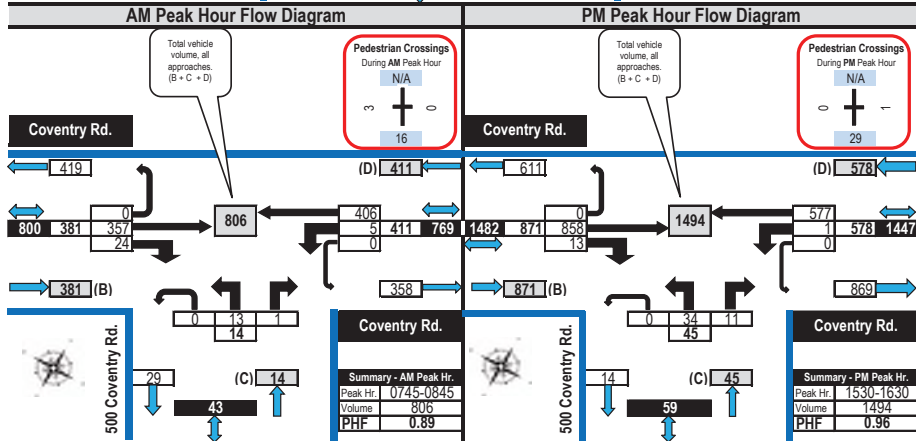 AM Peak Hour Flow Diagram
Total vehicle
volume, all
approaches.
(B + C + D)
Pedestrian Crossings
During AM Peak Hour
N/A
3 0
16
Coventry Rd.
419
(D) 411
0
800 381 357
24
806
406
5 411 769
0
381 (B)
358
0 13 1
14
500 Coventry Rd.
29
(C) 14
43
Coventry Rd.
Summary - AM Peak Hr.
Peak Hr. 0745-0845
Volume 806
PHF 0.89
PM Peak Hour Flow Diagram
Total vehicle
volume, all
approaches.
(B + C + D)
Pedestrian Crossings
During PM Peak Hour
N/A
0 1
29
Coventry Rd.
611
(D) 578
0
1482 871 858
13
1494
577
1 578 1447
0
871 (B)
869
0 34 11
45
500 Coventry Rd.
14
(C) 45
59
Coventry Rd.
Summary - PM Peak Hr.
Peak Hr. 1530-1630
Volume 1494
PHF 0.96